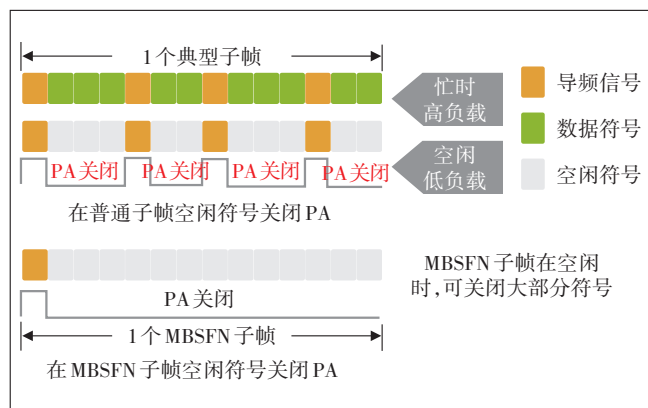 1个典型子帧
忙时
高负载
导频信号
数据符号
空闲符号
PA关闭 PA关闭 PA关闭 PA关闭
空闲
低负载
在普通子帧空闲符号关闭PA
MBSFN子帧在空闲
时,可关闭大部分符号
PA关闭
1个MBSFN子帧
在MBSFN子帧空闲符号关闭PA